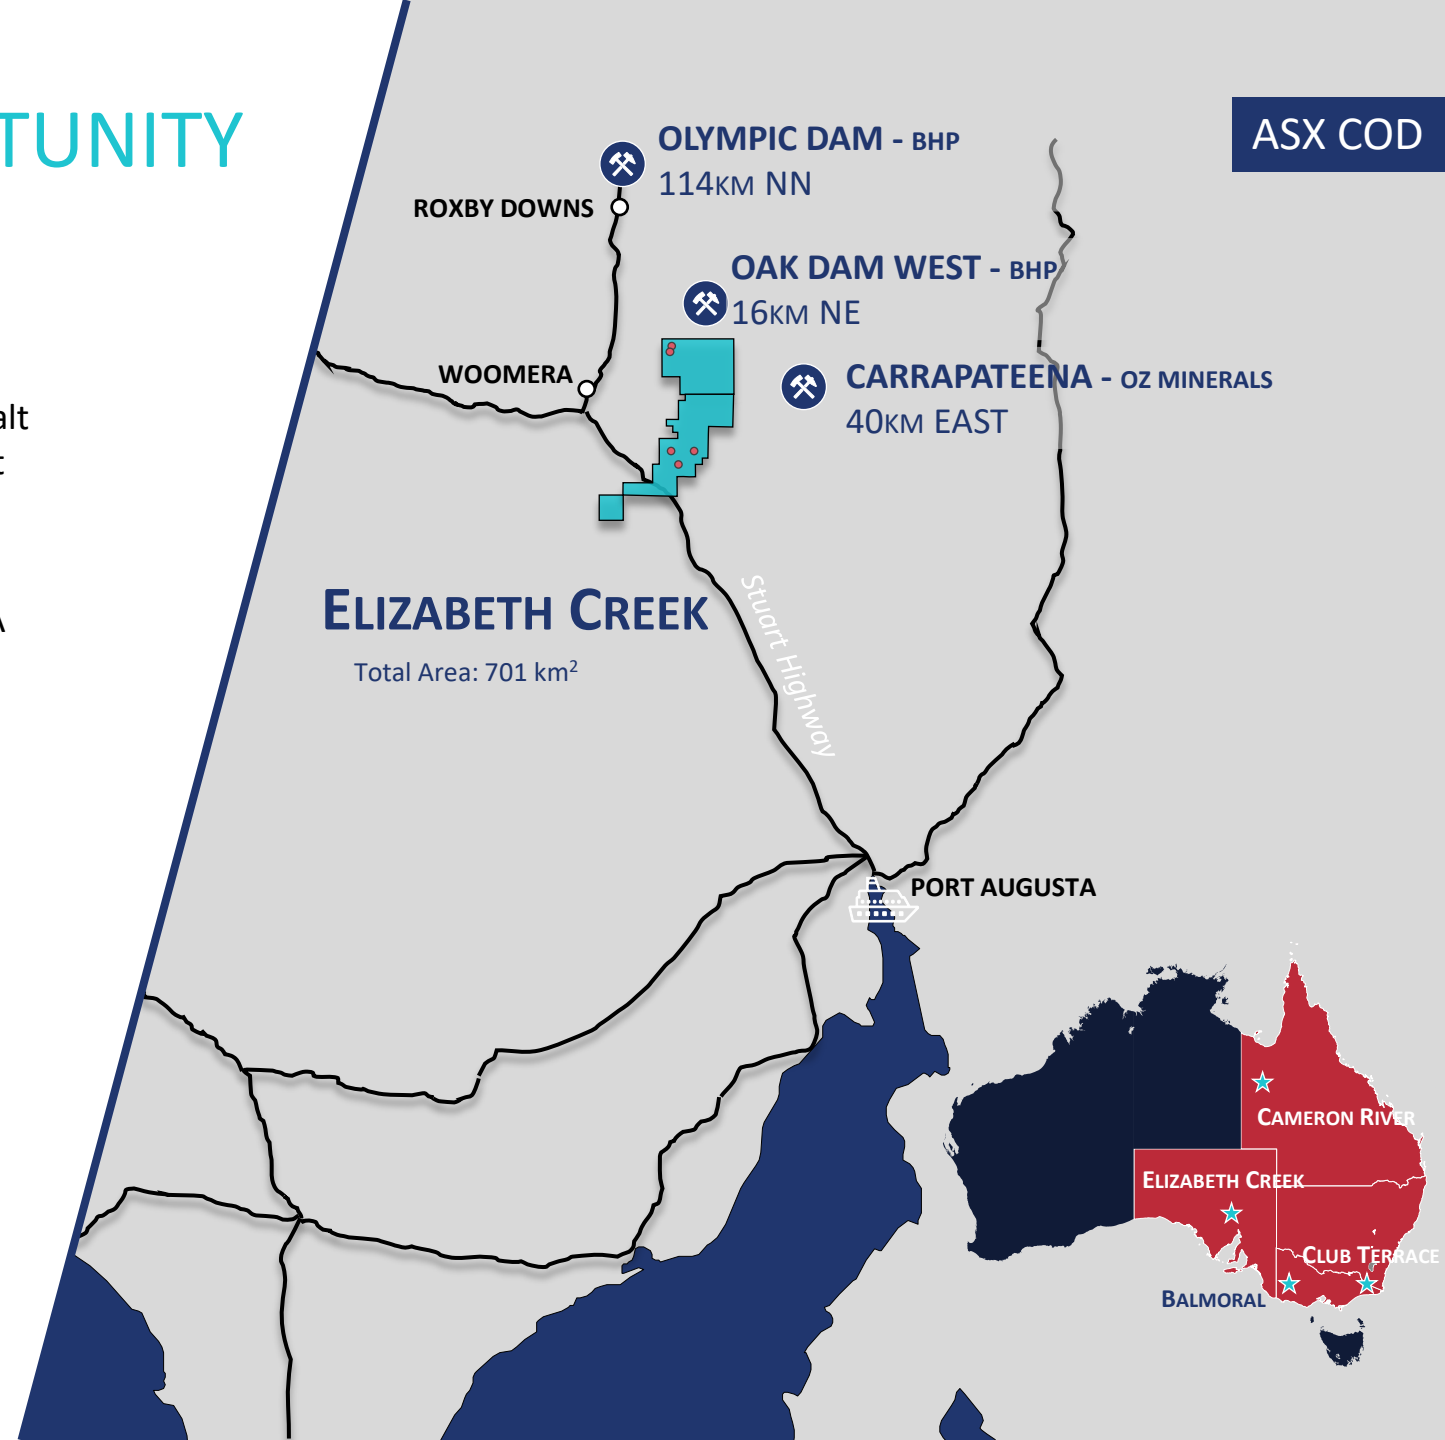 TUNITY
ASX COD
OLYMPIC DAM - BHP
114KM NN
ROXBY DOWNS
OAK DAM WEST - BHP
16KM NE
WOOMERA
CARRAPATEENA - OZ MINERALS
40KM EAST
alt
t
A
ELIZABETH CREEK
Total Area: 701 km²
Stuart Highway
PORT AUGUSTA
CAMERON RIVER
ELIZABETH CREEK
CLUB TERRACE
BALMORAL